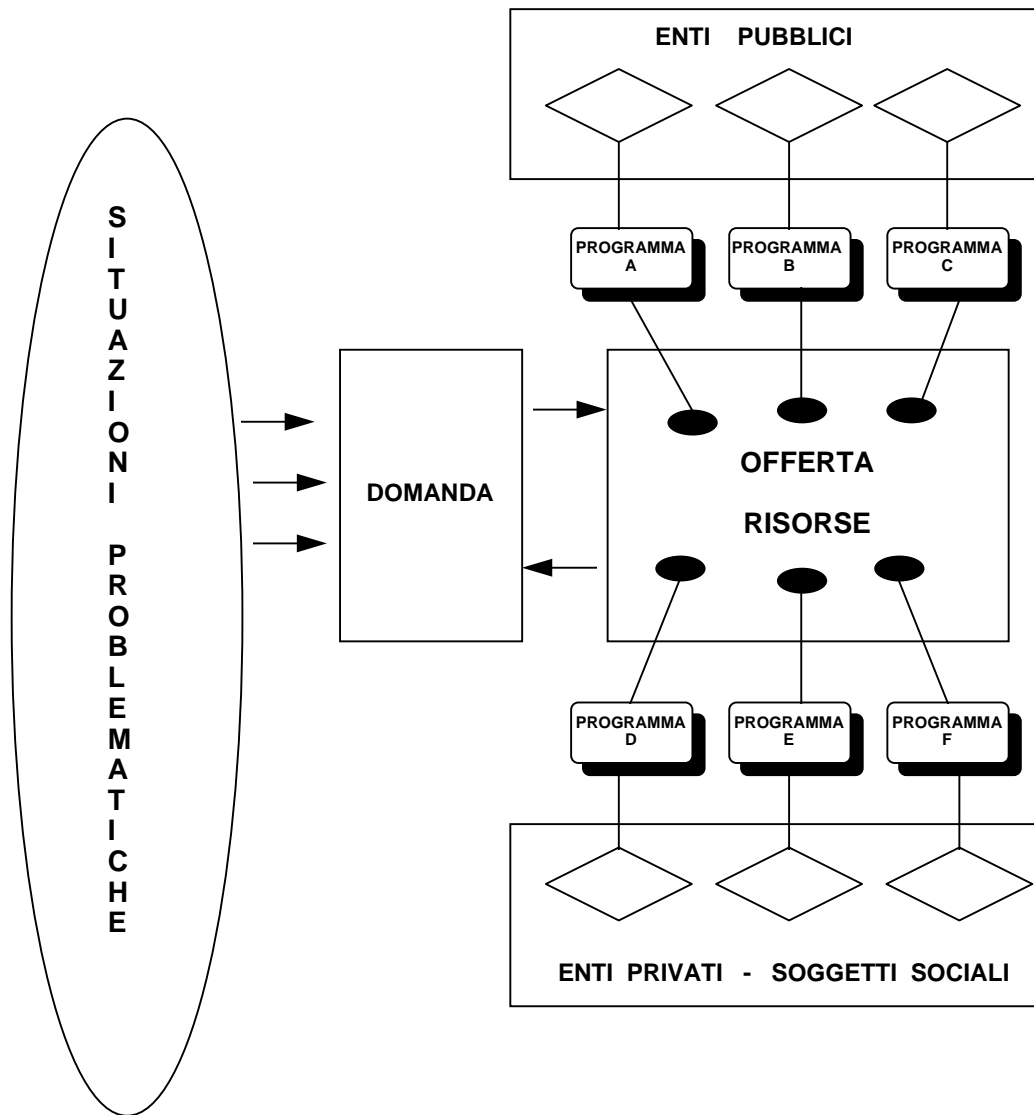 ENTI PUBBLICI
SITUAZIONI PROBLEMATICHE
PROGRAMMA
A
PROGRAMMA
B
PROGRAMMA
C
DOMANDA
OFFERTA
RISORSE
PROGRAMMA
D
PROGRAMMA
E
PROGRAMMA
F
ENTI PRIVATI - SOGGETTI SOCIALI